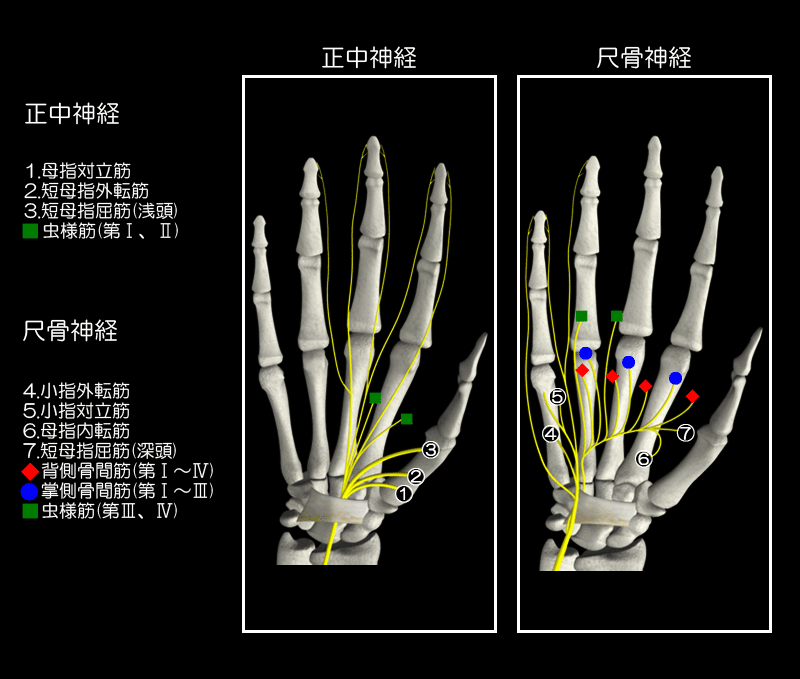 正中神経
1.母指対立筋
2.短母指外転筋
3.短母指屈筋(浅頭)
虫様筋(第Ⅰ、Ⅱ)
尺骨神経
4.小指外転筋
5.小指対立筋
6.母指内転筋
7.短母指屈筋(深頭)
背側骨間筋(第Ⅰ～Ⅳ)
掌側骨間筋(第Ⅰ～Ⅲ)
虫様筋(第Ⅲ、Ⅳ)
正中神経
③
②
①
尺骨神経
⑤
④
⑦
⑥